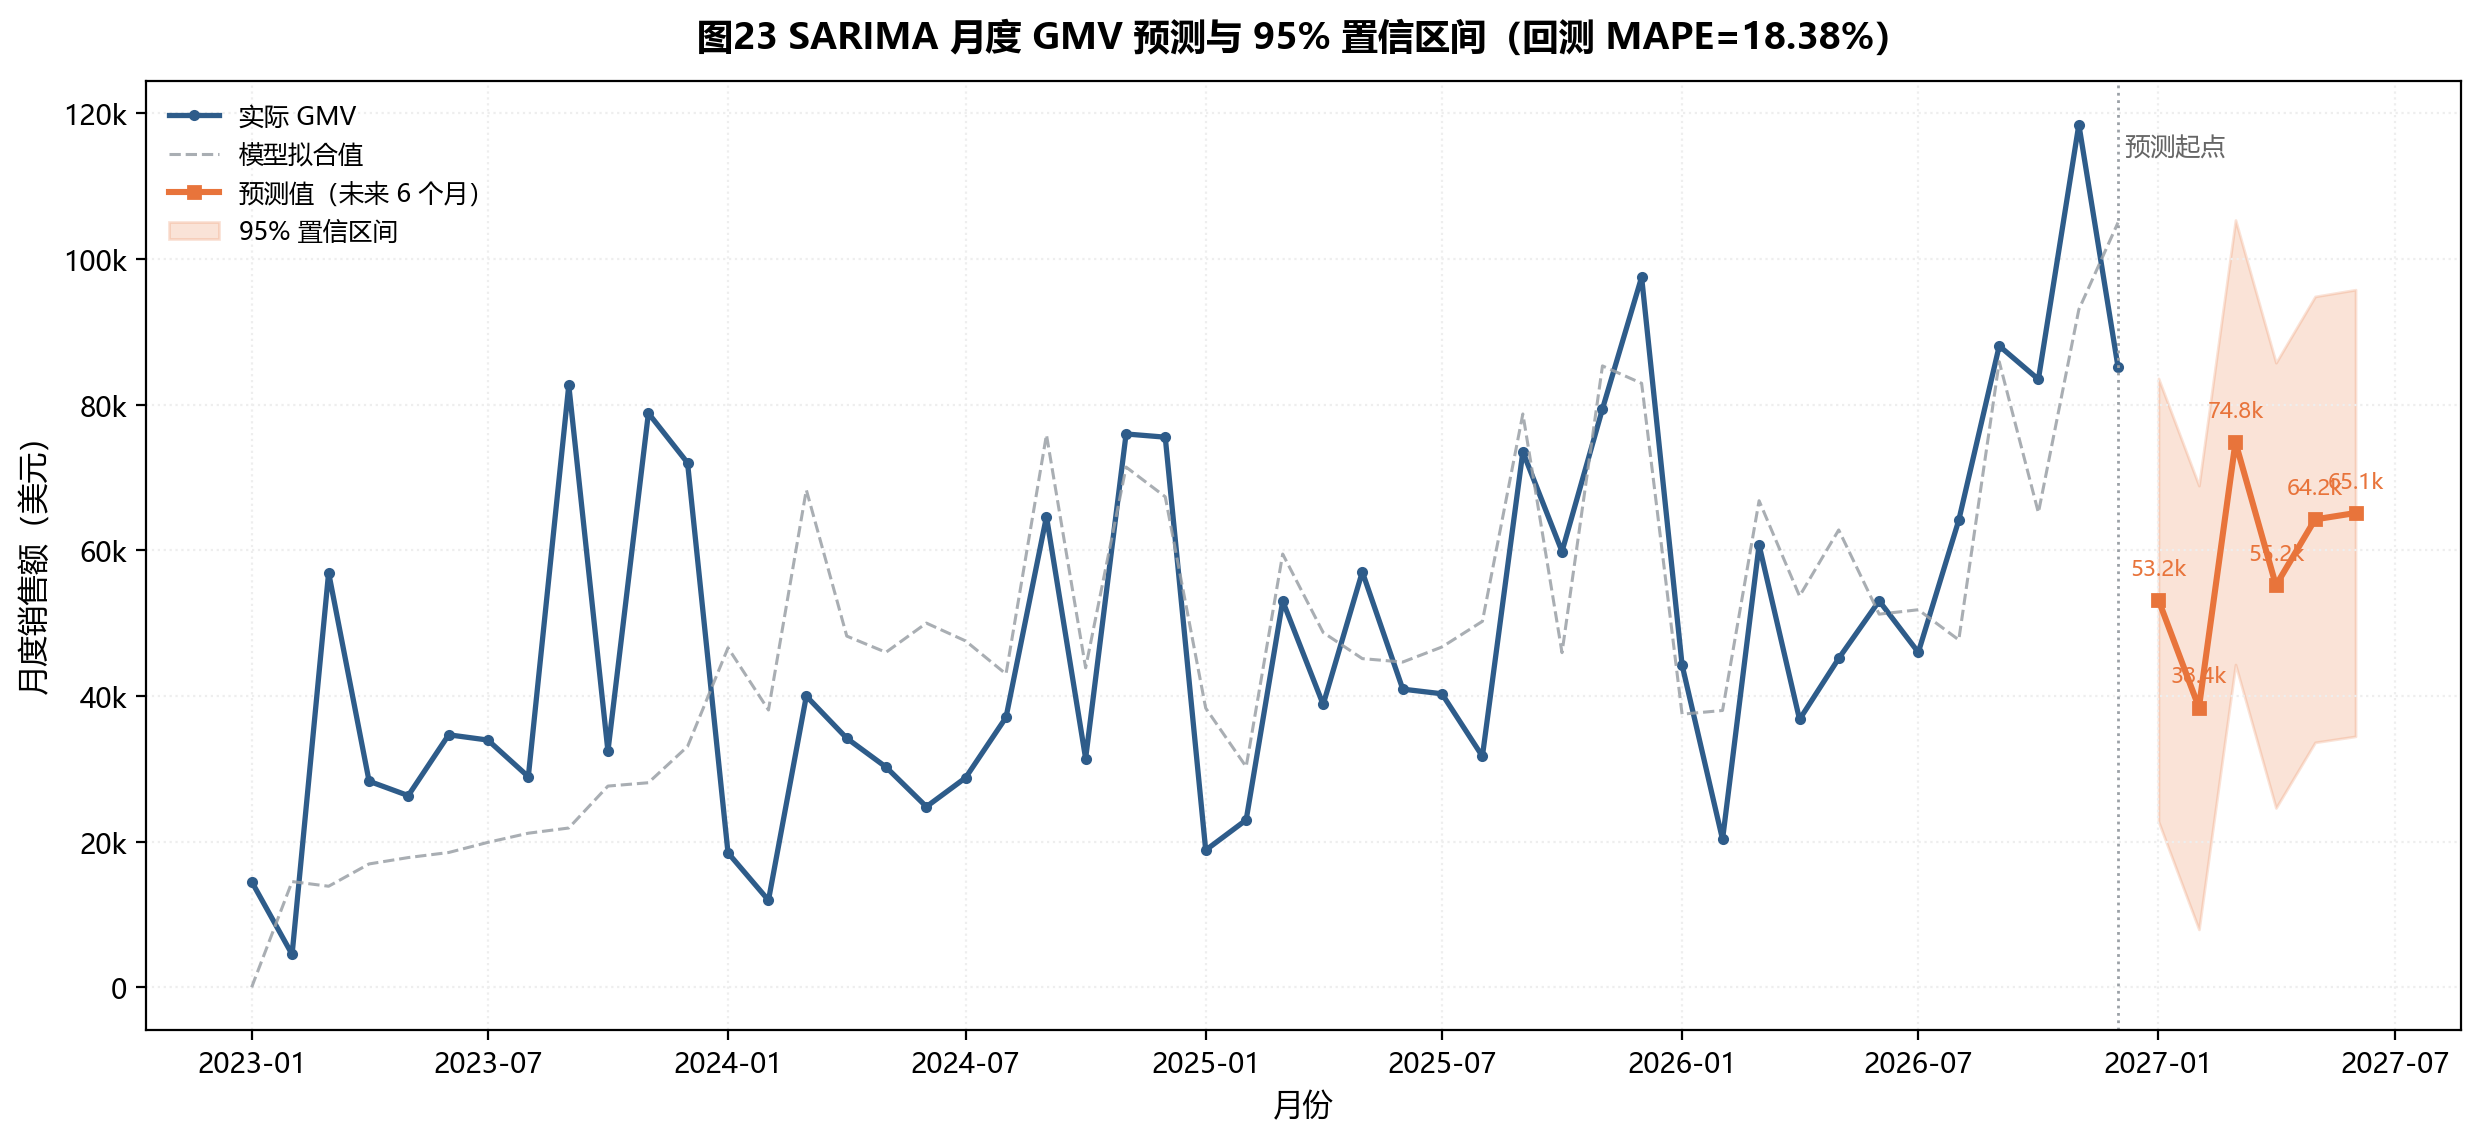 图23 SARIMA 月度 GMV 预测与 95% 置信区间（回测 MAPE=18.38%）
实际 GMV
模型拟合值
预测值（未来 6 个月）
95% 置信区间
预测起点
120k
100k
80k
60k
40k
20k
0
月度销售额（美元）
53.2k
38.4k
74.8k
55.2k
64.2k
65.1k
2023-01
2023-07
2024-01
2024-07
2025-01
2025-07
2026-01
2026-07
2027-01
2027-07
月份